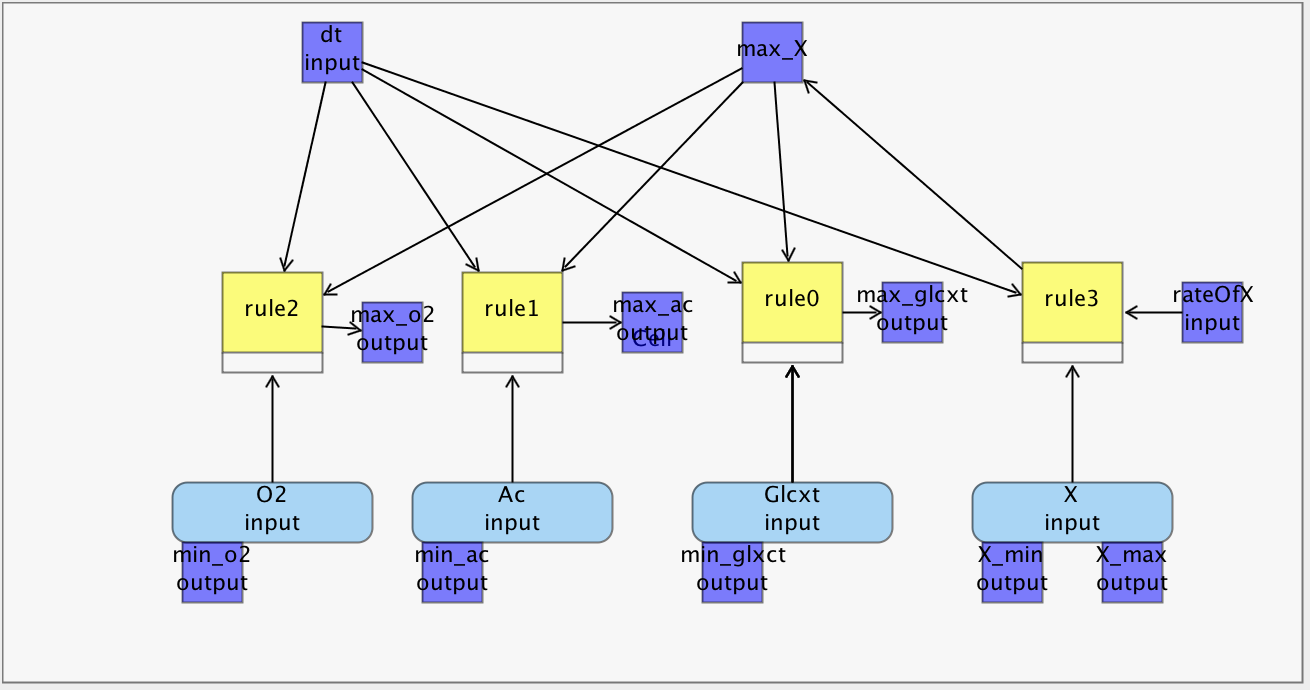 dt
input
max_X
rule2
max_o2
output
rule1
max_ac
output
Cell
rule0
max_glcxt
output
rule3
rateOfX
input
O2
input
Ac
input
Glcxt
input
X
input
min_o2
output
min_ac
output
min_glxct
output
X_min
output
X_max
output